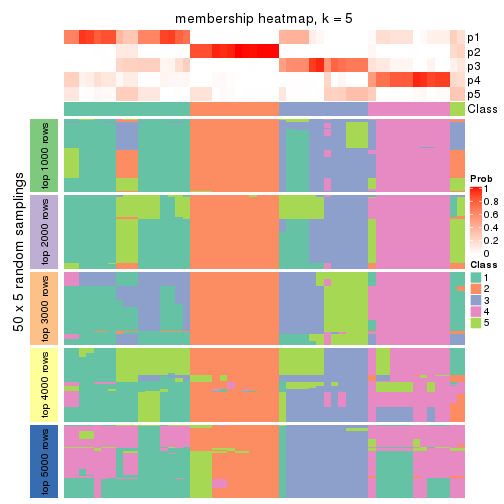 membership heatmap, k = 5
p1
p2
p3
p4
p5
Class
50 x 5 random samplings
top 1000 rows
top 2000 rows
top 3000 rows
top 4000 rows
top 5000 rows
Prob
1
0.8
0.6
0.4
0.2
0
Class
1
2
3
4
5